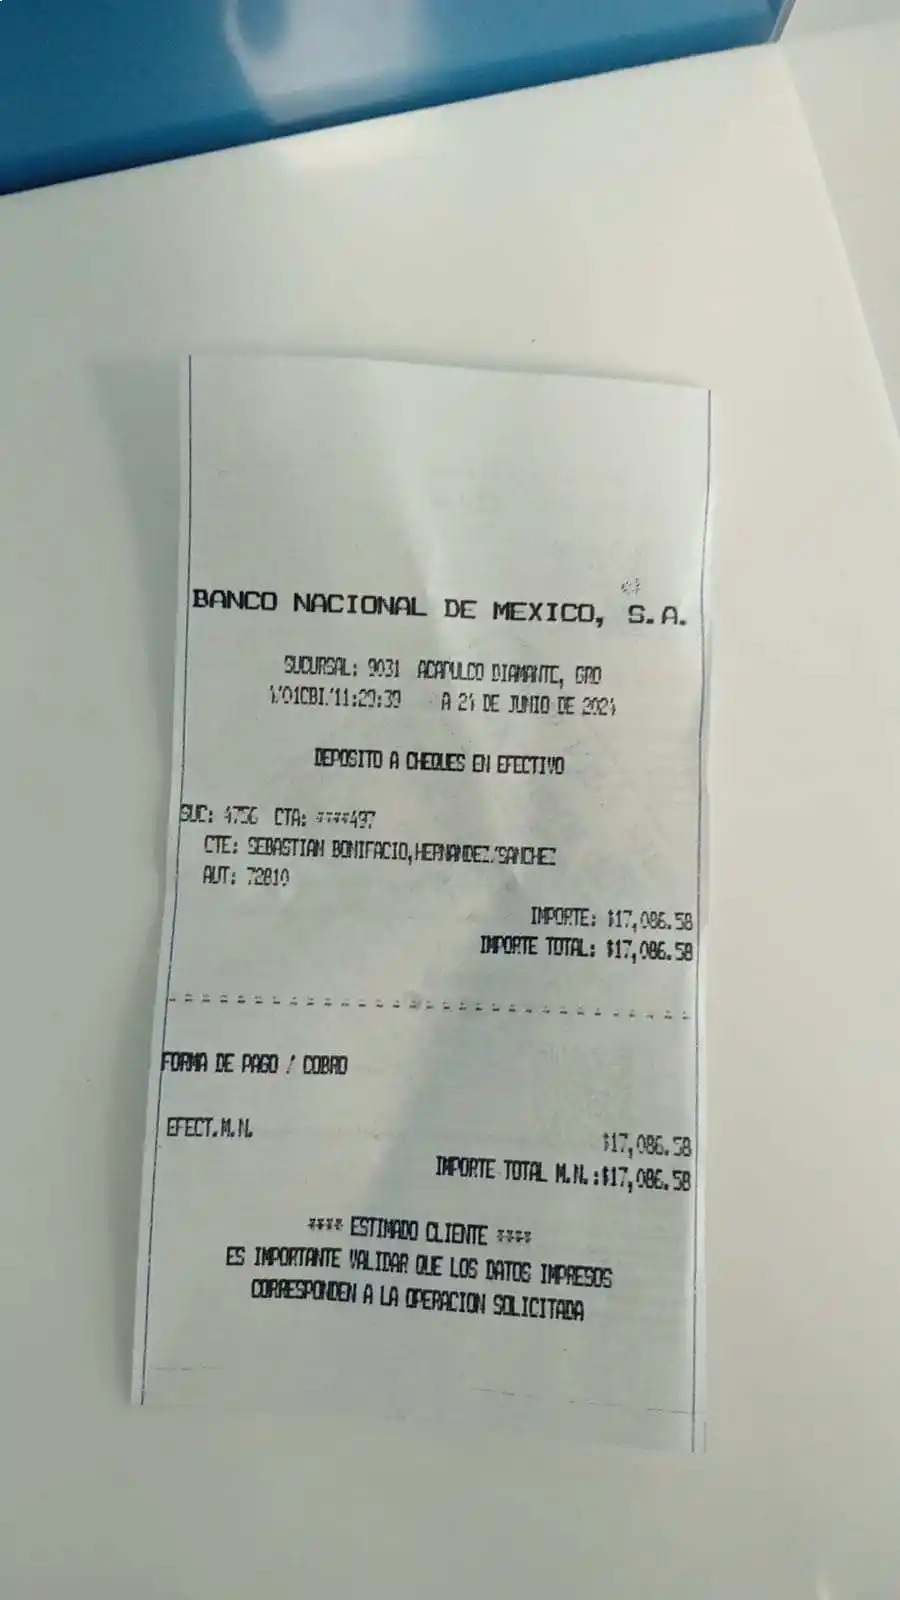 BANCO NACIONAL DE MEXICO, S.A.
SUCURSAL: 9031 ACAPULCO DIAMANTE, GRO
11:29:39 A 24 DE JUNIO DE 2024
DEPOSITO A CHEQUES EN EFECTIVO
SUC: 4756 CTA: ****497
CTE: SEBASTIAN BONIFACIO,HERNANDEZ/SANCHEZ
AUT: 72810
IMPORTE: $17,086.58
IMPORTE TOTAL: $17,086.58
FORMA DE PAGO / COBRO
EFECT.M.N. $17,086.58
IMPORTE TOTAL M.N.:$17,086.58
**** ESTIMADO CLIENTE ****
ES IMPORTANTE VALIDAR QUE LOS DATOS IMPRESOS
CORRESPONDEN A LA OPERACION SOLICITADA